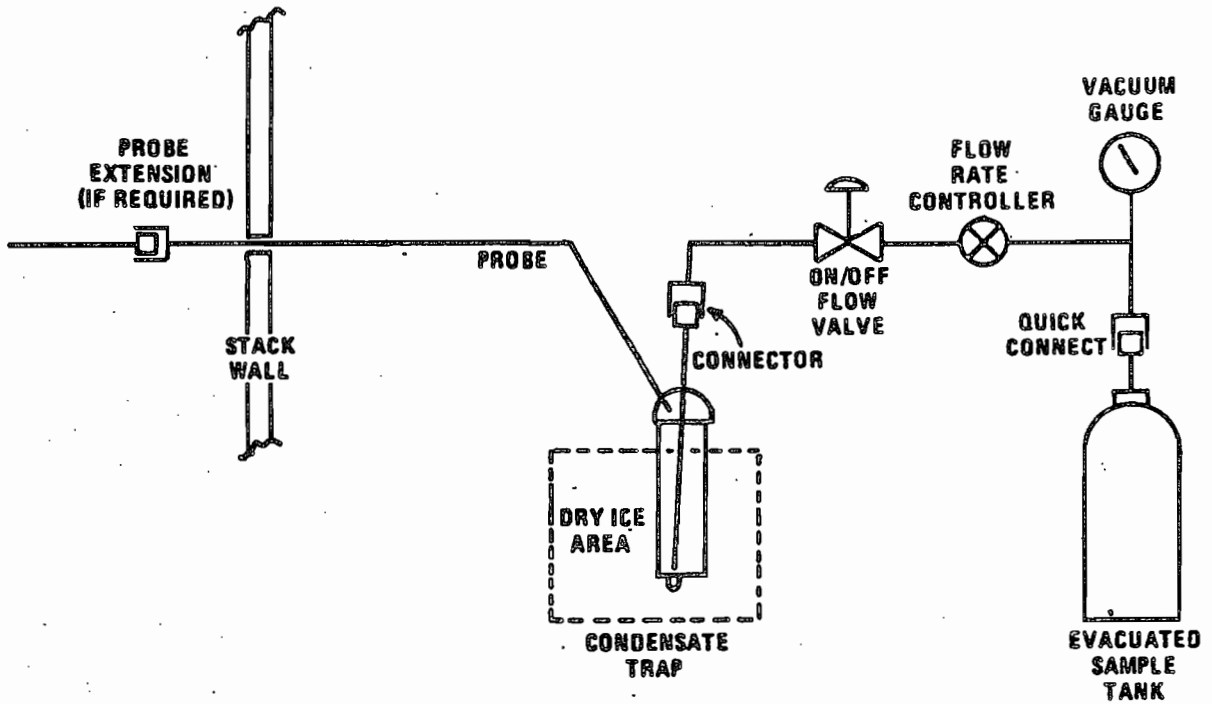 PROBE
EXTENSION
(IF REQUIRED)
STACK
WALL
PROBE
CONNECTOR
DRY ICE
AREA
CONDENSATE
TRAP
ON/OFF
FLOW
VALVE
FLOW
RATE
CONTROLLER
VACUUM
GAUGE
QUICK
CONNECT
EVACUATED
SAMPLE
TANK